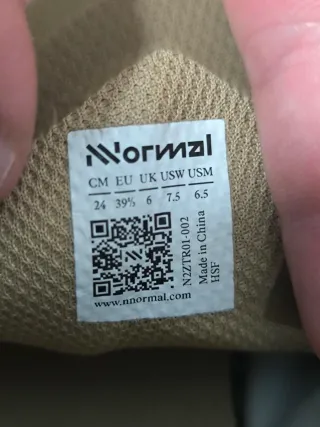 NNormal
CM EU UK USW USM
24 39⅓ 6 7.5 6.5
N2ZTR01-002
Made in China
HSF
www.nnormal.com